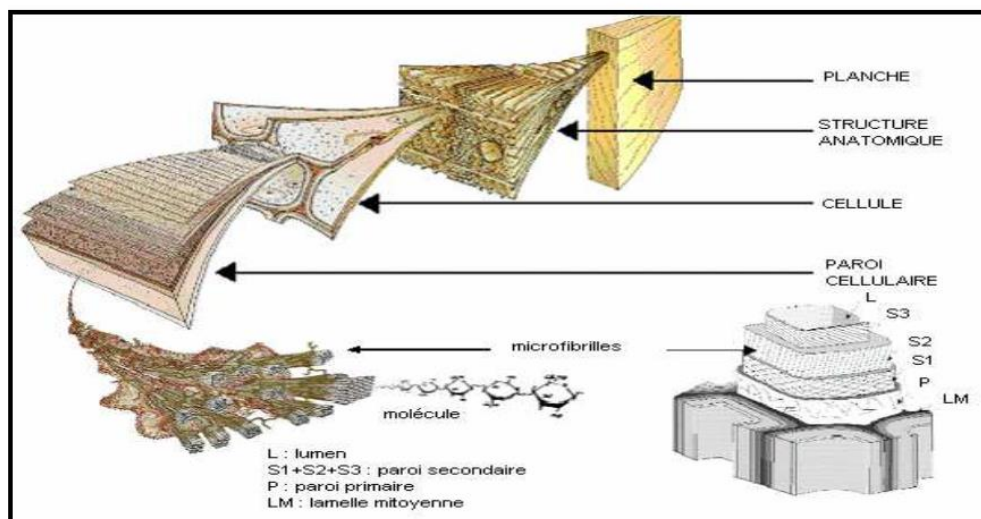 PLANCHE
STRUCTURE
ANATOMIQUE
CELLULE
PAROI
CELLULAIRE
L
S3
microfibrilles
S2
S1
P
molécule
LM
L : lumen
S1+S2+S3 : paroi secondaire
P : paroi primaire
LM : lamelle mitoyenne